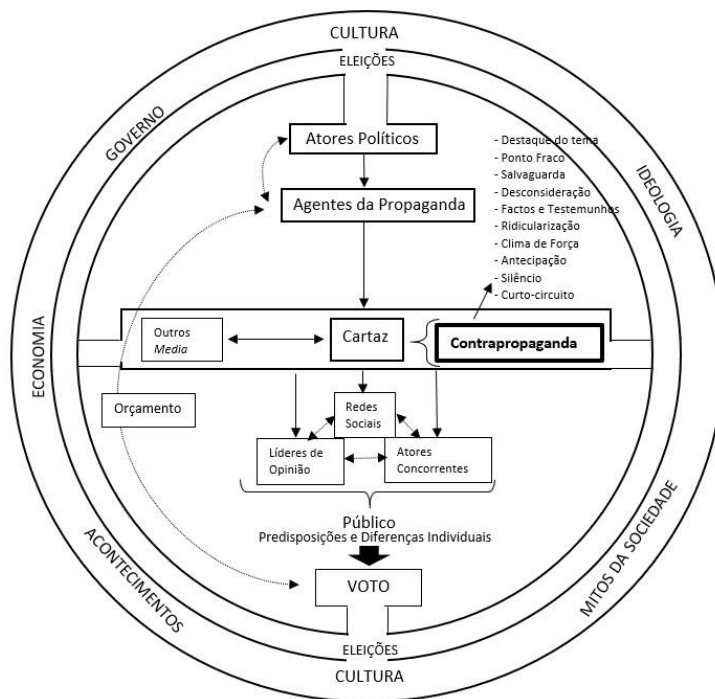 CULTURA
ELEIÇÕES
GOVERNO
IDEOLOGIA
Atores Políticos
- Destaque do tema
- Ponto Fraco
- Salvaguarda
- Desconsideração
- Factos e Testemunhos
- Ridicularização
- Clima de Força
- Antecipação
- Silêncio
- Curto-circuito
Agentes da Propaganda
Outros
Media
Cartaz
Contrapropaganda
ECONOMIA
Orçamento
Redes
Sociais
Líderes de
Opinião
Atores
Concorrentes
Público
Predisposições e Diferenças Individuais
VOTO
ACONTECIMENTOS
MITOS DA SOCIEDADE
ELEIÇÕES
CULTURA